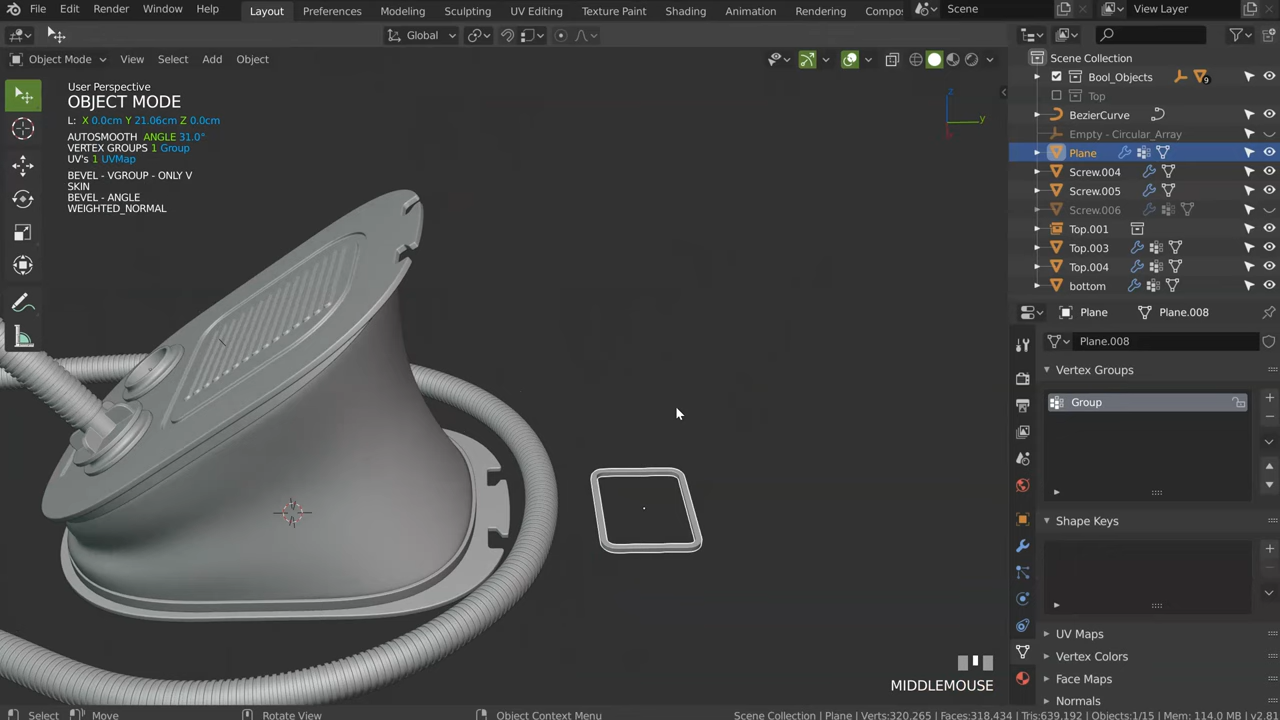 File Edit Render Window Help Layout Preferences Modeling Sculpting UV Editing Texture Paint Shading Animation Rendering Compo: Scene View Layer
Global
Object Mode View Select Add Object
User Perspective
OBJECT MODE
L: X 0.0cm Y 21.06cm Z 0.0cm
AUTOSMOOTH ANGLE 31.0°
VERTEX GROUPS 1 Group
UV's 1 UVMap
BEVEL - VGROUP - ONLY V
SKIN
BEVEL - ANGLE
WEIGHTED_NORMAL
z
y
Scene Collection
Bool_Objects 9
Top
BezierCurve
Empty - Circular_Array
Plane
Screw.004
Screw.005
Screw.006
Top.001
Top.003
Top.004
bottom
Plane Plane.008
Plane.008
Vertex Groups
Group
Shape Keys
UV Maps
Vertex Colors
Face Maps
Normals
MIDDLEMOUSE
Select Move Rotate View Object Context Menu Scene Collection | Plane | Verts:320,265 | Faces:318,434 | Tris:639,192 | Objects:1/15 | Mem: 114.0 MB | v2.81